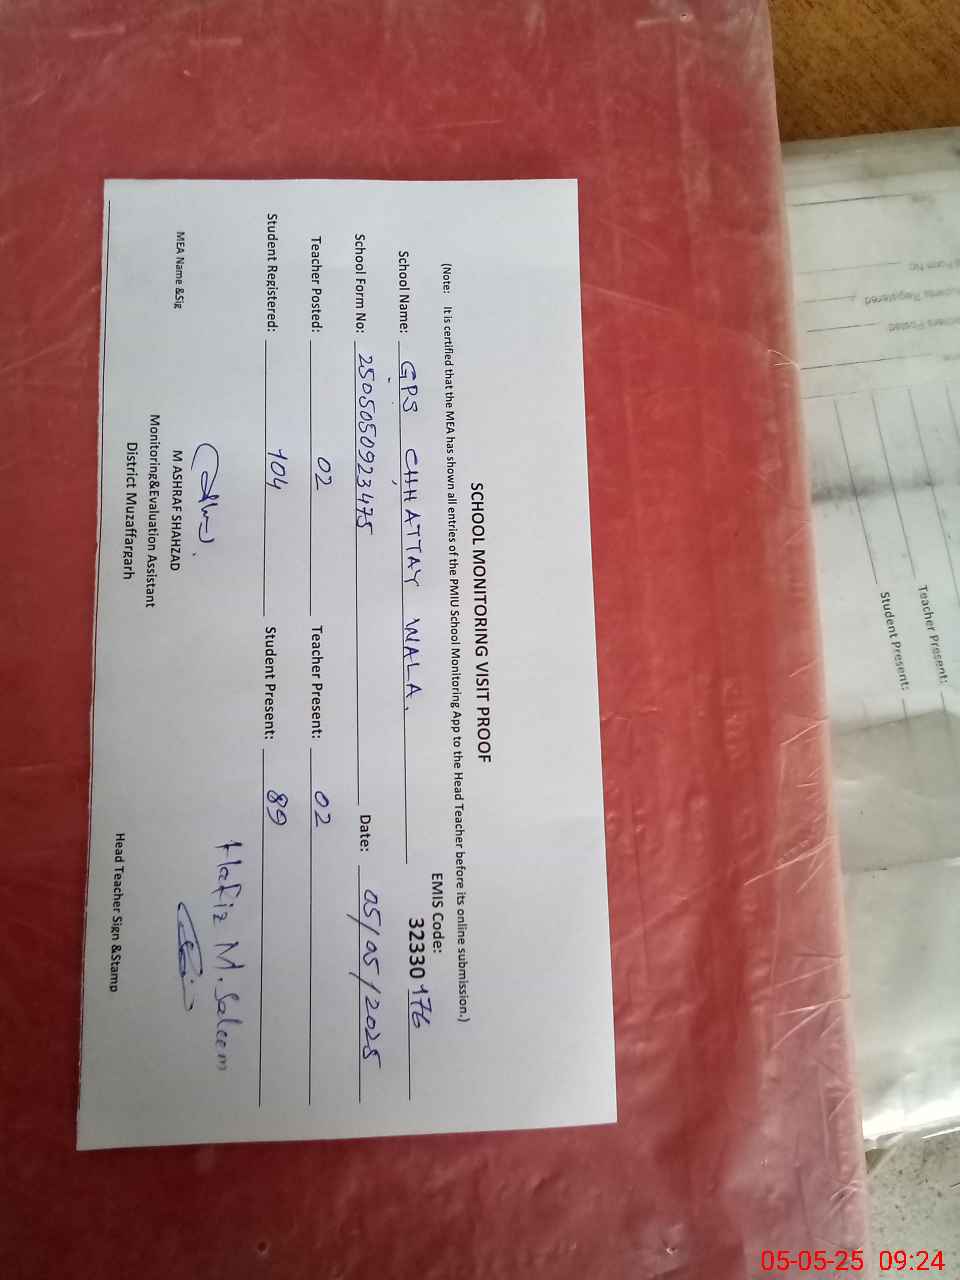 SCHOOL MONITORING VISIT PROOF
(Note: It is certified that the MEA has shown all entries of the PMIU School Monitoring App to the Head Teacher before its online submission.)
EMIS Code:
School Name: GPS CHHATTAY WALA. 32330176
School Form No: 2505050923475 Date: 05/05/2025
Teacher Posted: 02 Teacher Present: 02
Student Registered: 104 Student Present: 89
Hafiz M. Saleem
MEA Name &Sig
M ASHRAF SHAHZAD
Monitoring&Evaluation Assistant
District Muzaffargarh
Head Teacher Sign &Stamp
Teacher Present:
Student Present:
05-05-25 09:24